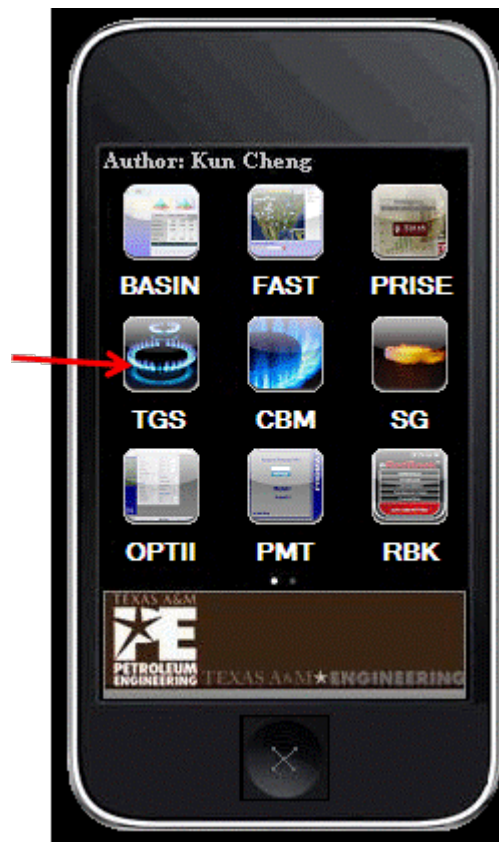 Author: Kun Cheng
BASIN FAST PRISE
TGS CBM SG
OPTII PMT RBK
TEXAS A&M
PE
PETROLEUM
ENGINEERING
TEXAS A&M★ENGINEERING